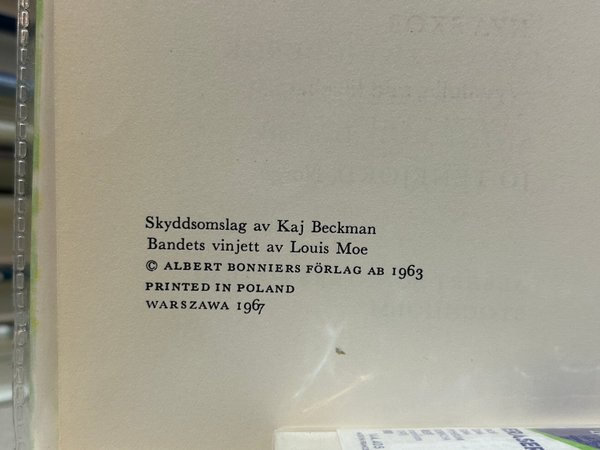 Skyddsomslag av Kaj Beckman
Bandets vinjett av Louis Moe
© ALBERT BONNIERS FÖRLAG AB 1963
PRINTED IN POLAND
WARSZAWA 1967
ERASER